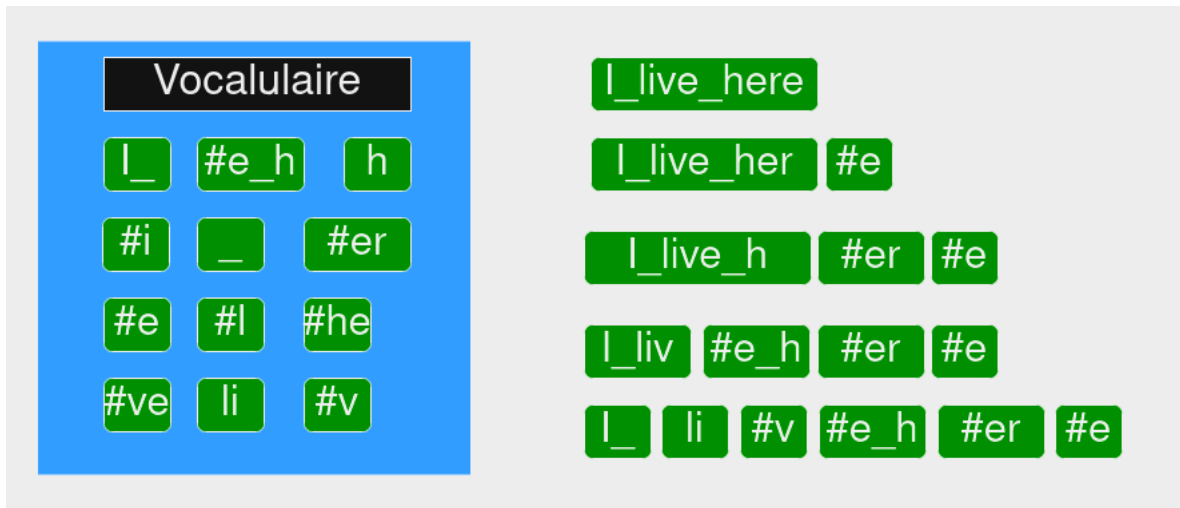 Vocalulaire
I_ #e_h h
#i _ #er
#e #l #he
#ve li #v
I_live_here
I_live_her #e
I_live_h #er #e
I_liv #e_h #er #e
I_ li #v #e_h #er #e